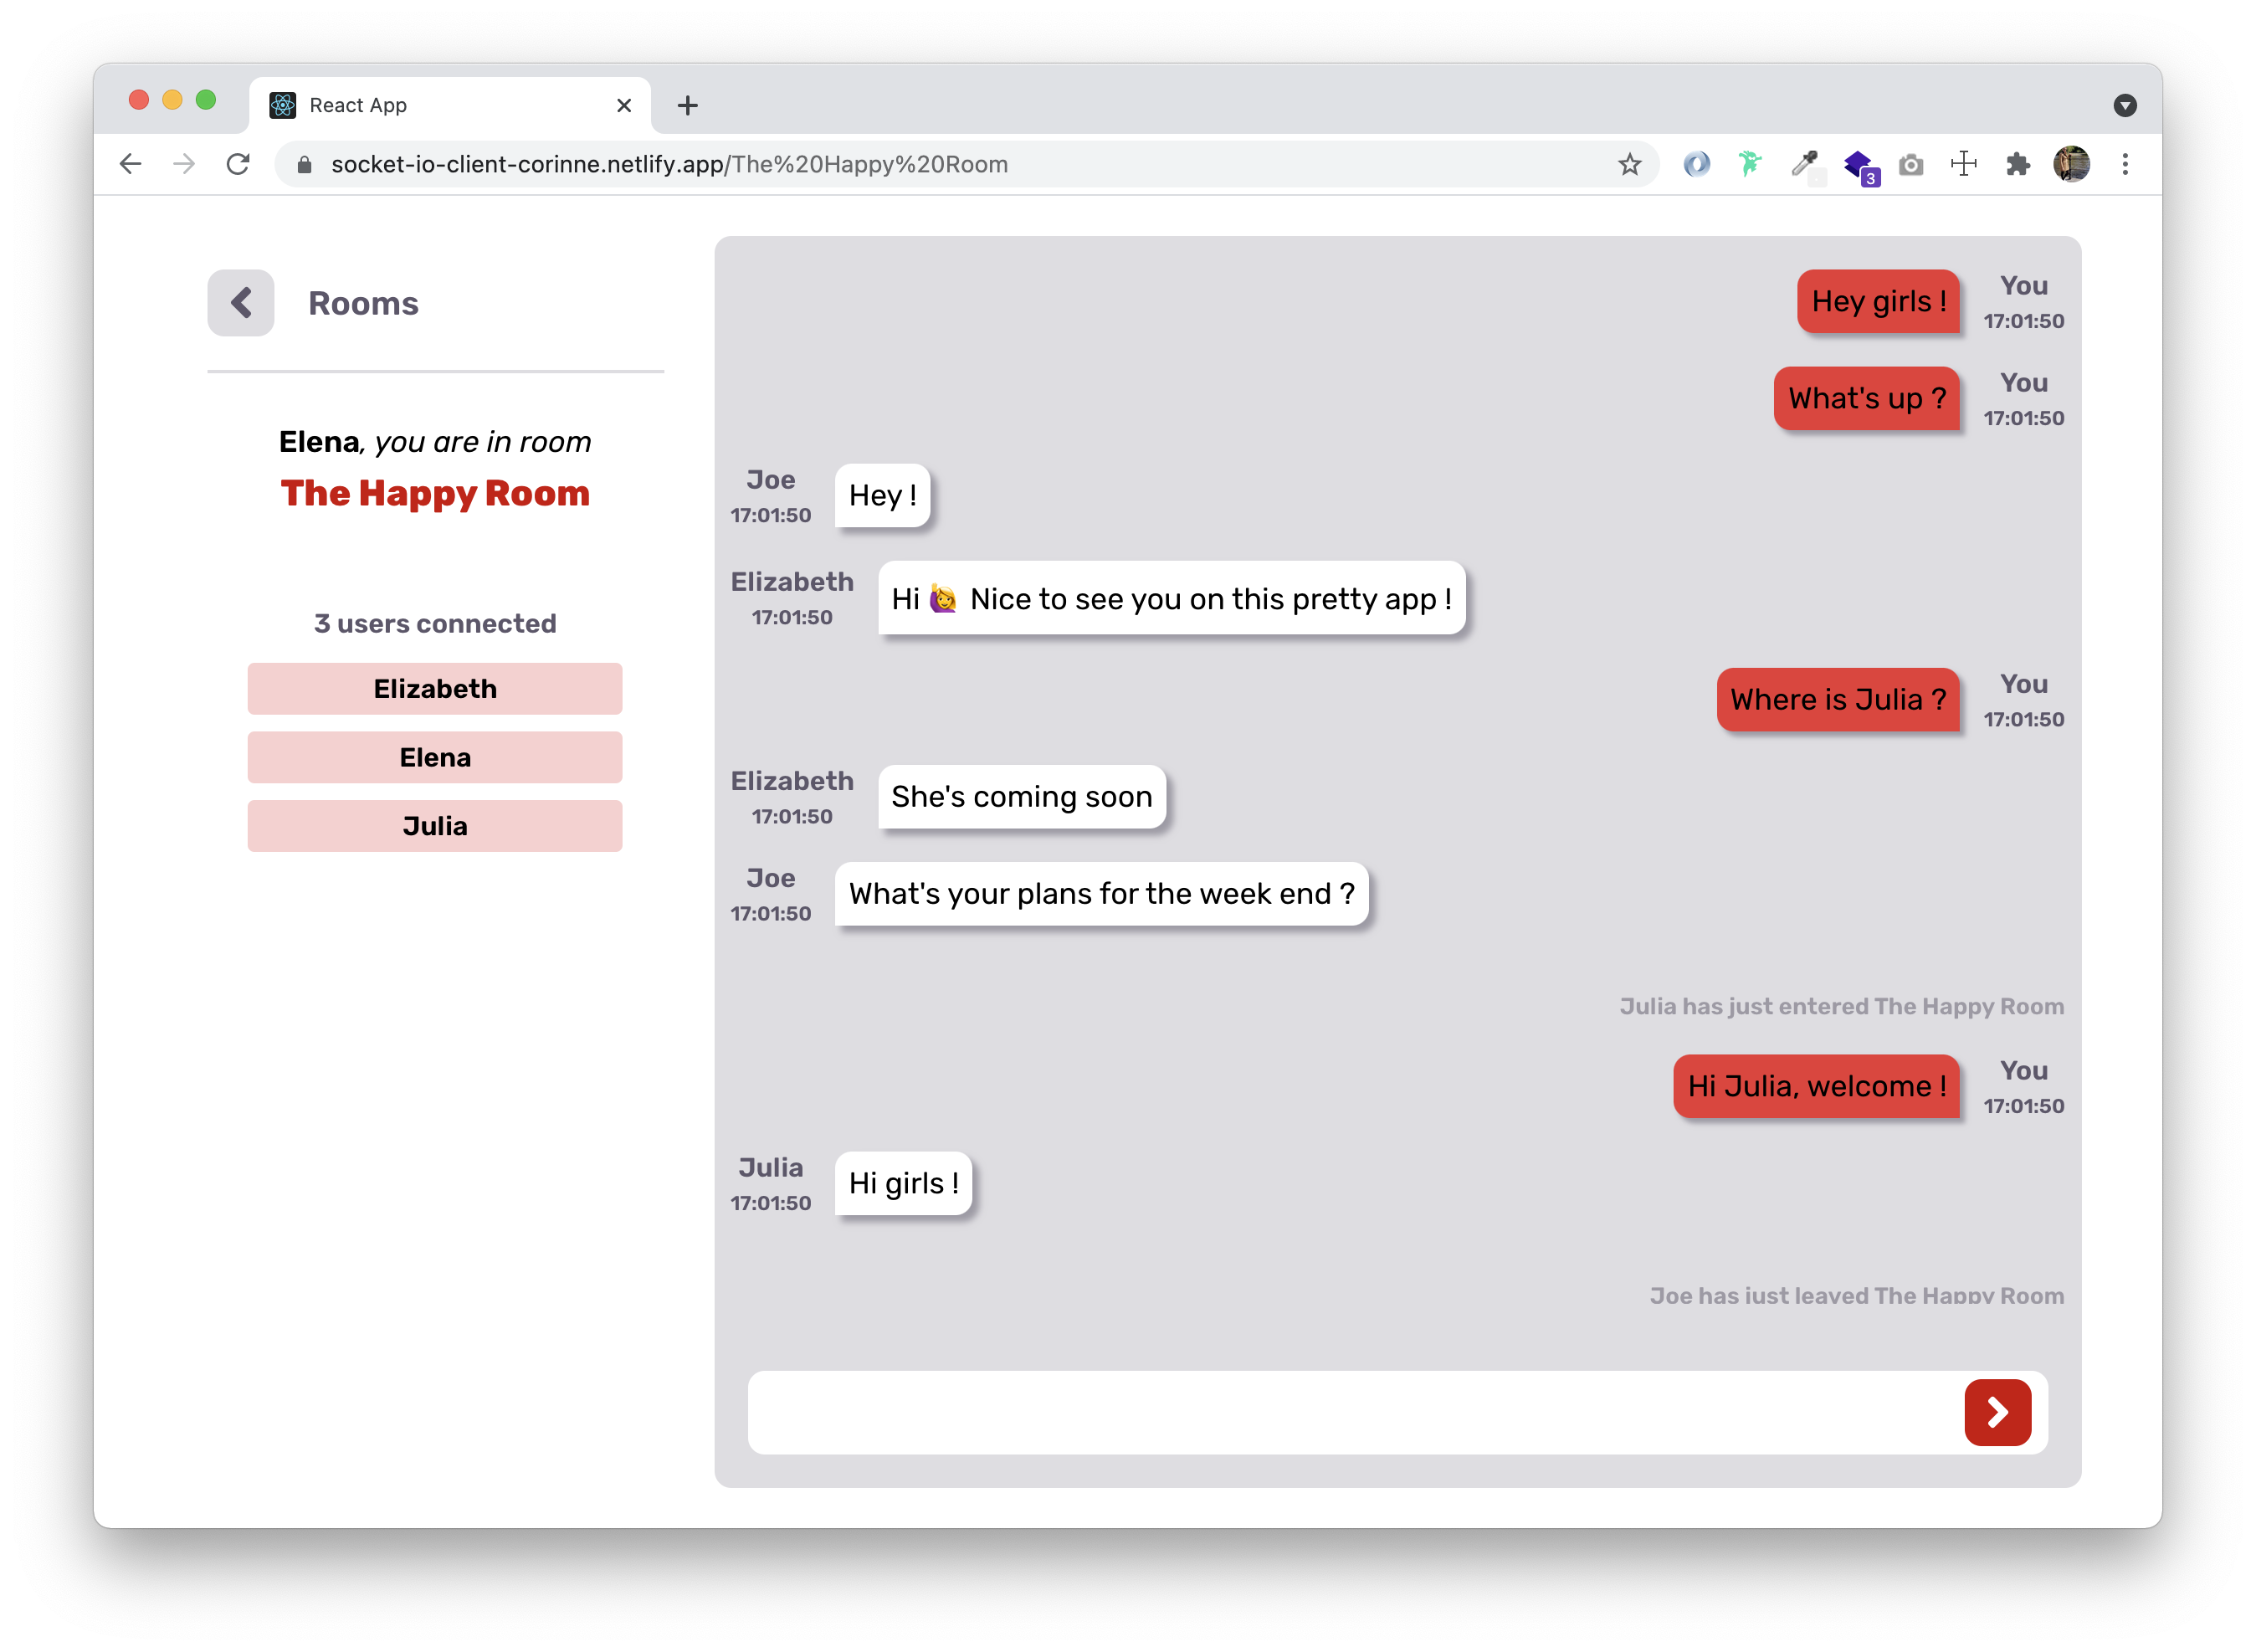 React App
socket-io-client-corinne.netlify.app/The%20Happy%20Room
3
Rooms
Elena, you are in room
The Happy Room
3 users connected
Elizabeth
Elena
Julia
Hey girls !
You
17:01:50
What's up ?
You
17:01:50
Joe
17:01:50
Hey !
Elizabeth
17:01:50
Hi 🙋‍♀️ Nice to see you on this pretty app !
Where is Julia ?
You
17:01:50
Elizabeth
17:01:50
She's coming soon
Joe
17:01:50
What's your plans for the week end ?
Julia has just entered The Happy Room
Hi Julia, welcome !
You
17:01:50
Julia
17:01:50
Hi girls !
Joe has just leaved The Happy Room